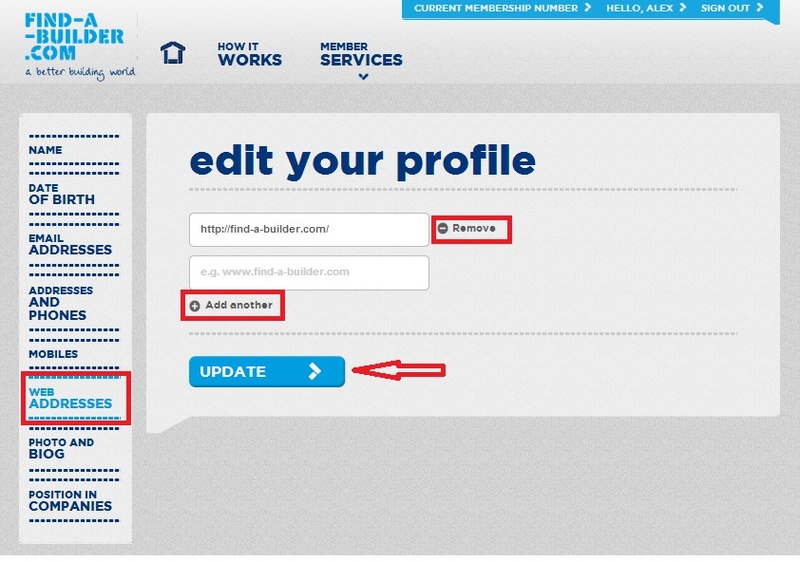 CURRENT MEMBERSHIP NUMBER
HELLO, ALEX
SIGN OUT
FIND-A
-BUILDER
.COM
a better building world
HOW IT
WORKS
MEMBER
SERVICES
NAME
DATE
OF BIRTH
EMAIL
ADDRESSES
ADDRESSES
AND
PHONES
MOBILES
WEB
ADDRESSES
PHOTO AND
BIOG
POSITION IN
COMPANIES
edit your profile
http://find-a-builder.com/
Remove
e.g. www.find-a-builder.com
Add another
UPDATE